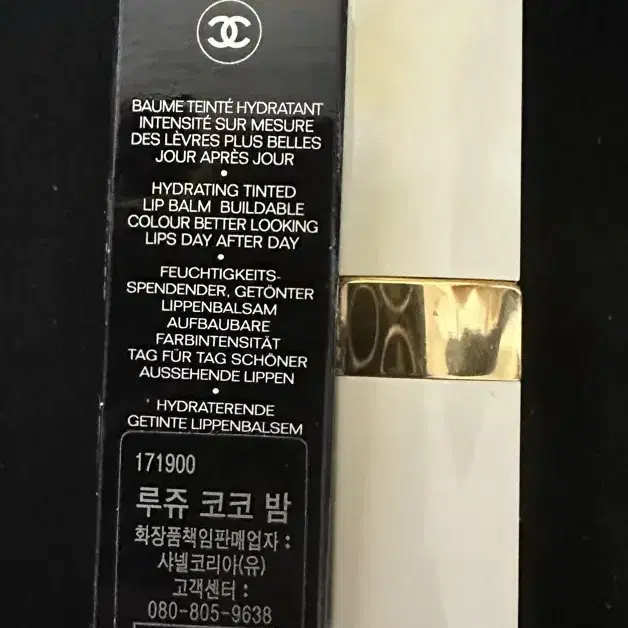 BAUME TEINTÉ HYDRATANT
INTENSITÉ SUR MESURE
DES LÈVRES PLUS BELLES
JOUR APRÈS JOUR
•
HYDRATING TINTED
LIP BALM BUILDABLE
COLOUR BETTER LOOKING
LIPS DAY AFTER DAY
•
FEUCHTIGKEITS-
SPENDENDER, GETÖNTER
LIPPENBALSAM
AUFBAUBARE
FARBINTENSITÄT
TAG FÜR TAG SCHÖNER
AUSSEHENDE LIPPEN
•
HYDRATERENDE
GETINTE LIPPENBALSEM
171900
루쥬 코코 밤
화장품책임판매업자 :
샤넬코리아(유)
고객센터 :
080-805-9638